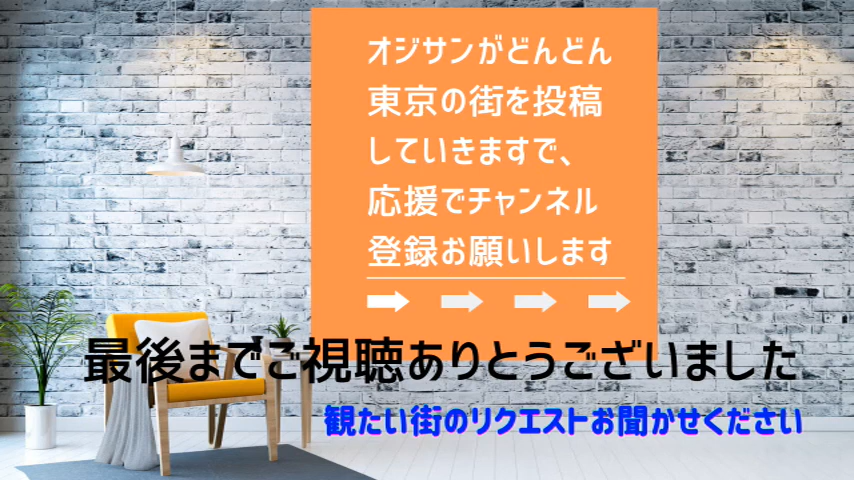 オジサンがどんどん
東京の街を投稿
していきますで、
応援でチャンネル
登録お願いします
最後までご視聴ありとうございました
観たい街のリクエストお聞かせください